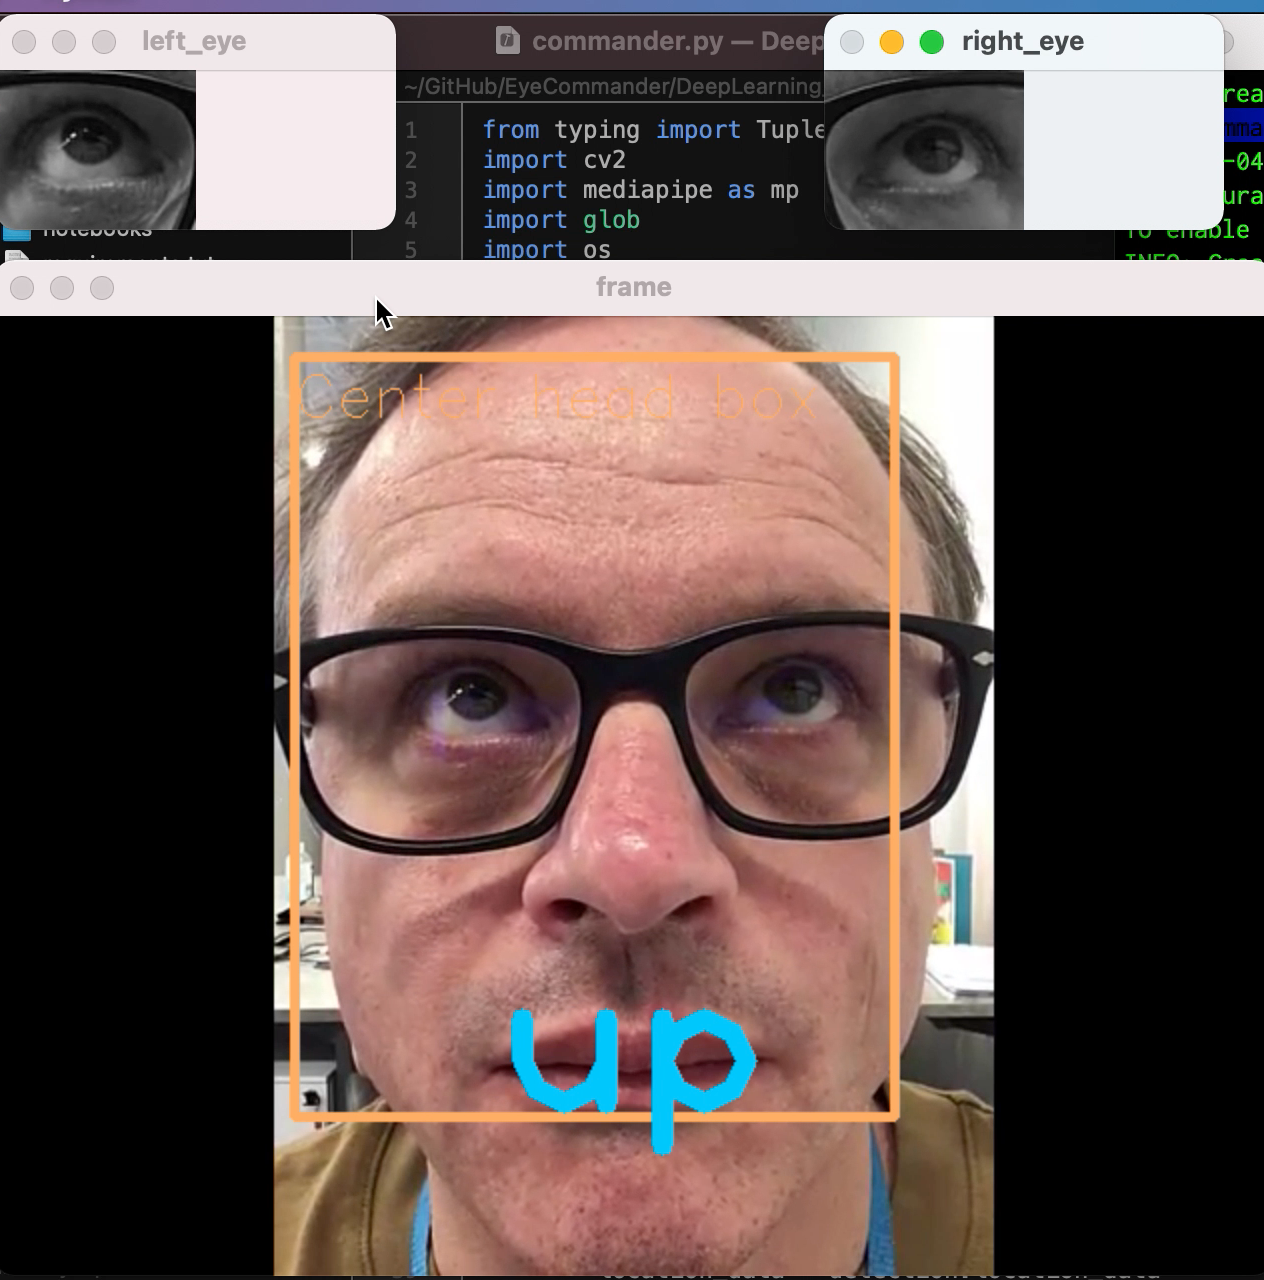 left_eye
commander.py — Deep
right_eye
~/GitHub/EyeCommander/DeepLearning
1 from typing import Tuple
2 import cv2
3 import mediapipe as mp
4 import glob
5 import os
notebooks
-04
To enable
frame
Center head box
up